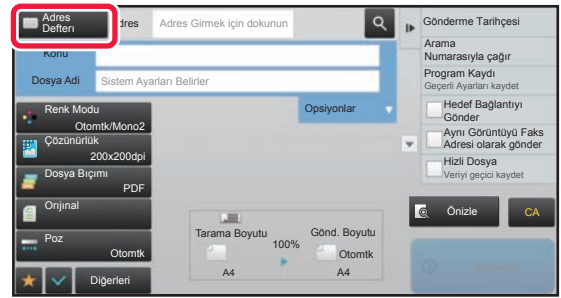 Adres
Defteri
dres
Adres Girmek için dokunun
Konu
Dosya Adi
Sistem Ayarları Belirler
Opsiyonlar
Renk Modu
Otomtk/Mono2
Çözünürlük
200x200dpi
Dosya Bıçımı
PDF
Orıjınal
Poz
Otomtk
Diğerleri
Tarama Boyutu
A4
100%
Gönd. Boyutu
Otomtk
A4
Gönderme Tarihçesi
Arama
Numarasıyla çağır
Program Kaydı
Geçerli Ayarları kaydet
Hedef Bağlantıyı
Gönder
Aynı Görüntüyü Faks
Adresi olarak gönder
Hizli Dosya
Veriyi geçici kaydet
Önizle
CA